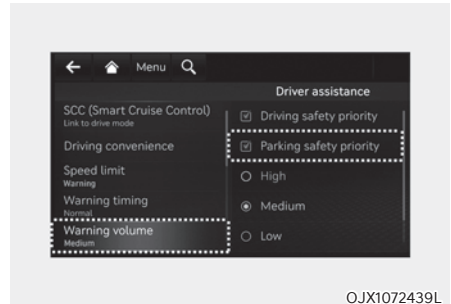 Menu
Driver assistance
SCC (Smart Cruise Control)
Link to drive mode
Driving convenience
Speed limit
Warning
Warning timing
Normal
Warning volume
Medium
Driving safety priority
Parking safety priority
High
Medium
Low
OJX1072439L